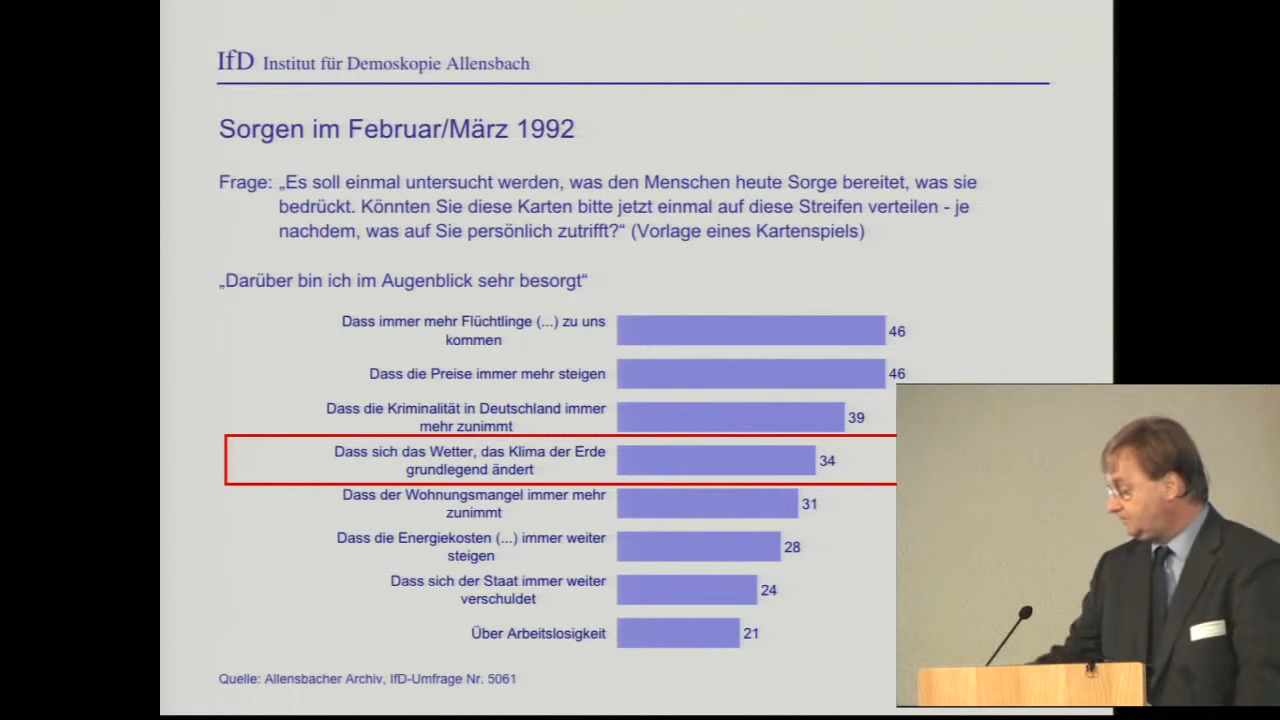 IfD Institut für Demoskopie Allensbach
Sorgen im Februar/März 1992
Frage: „Es soll einmal untersucht werden, was den Menschen heute Sorge bereitet, was sie
bedrückt. Könnten Sie diese Karten bitte jetzt einmal auf diese Streifen verteilen - je
nachdem, was auf Sie persönlich zutrifft?“ (Vorlage eines Kartenspiels)
„Darüber bin ich im Augenblick sehr besorgt“
Dass immer mehr Flüchtlinge (...) zu uns
kommen
46
Dass die Preise immer mehr steigen
46
Dass die Kriminalität in Deutschland immer
mehr zunimmt
39
Dass sich das Wetter, das Klima der Erde
grundlegend ändert
34
Dass der Wohnungsmangel immer mehr
zunimmt
31
Dass die Energiekosten (...) immer weiter
steigen
28
Dass sich der Staat immer weiter
verschuldet
24
Über Arbeitslosigkeit
21
Quelle: Allensbacher Archiv, IfD-Umfrage Nr. 5061